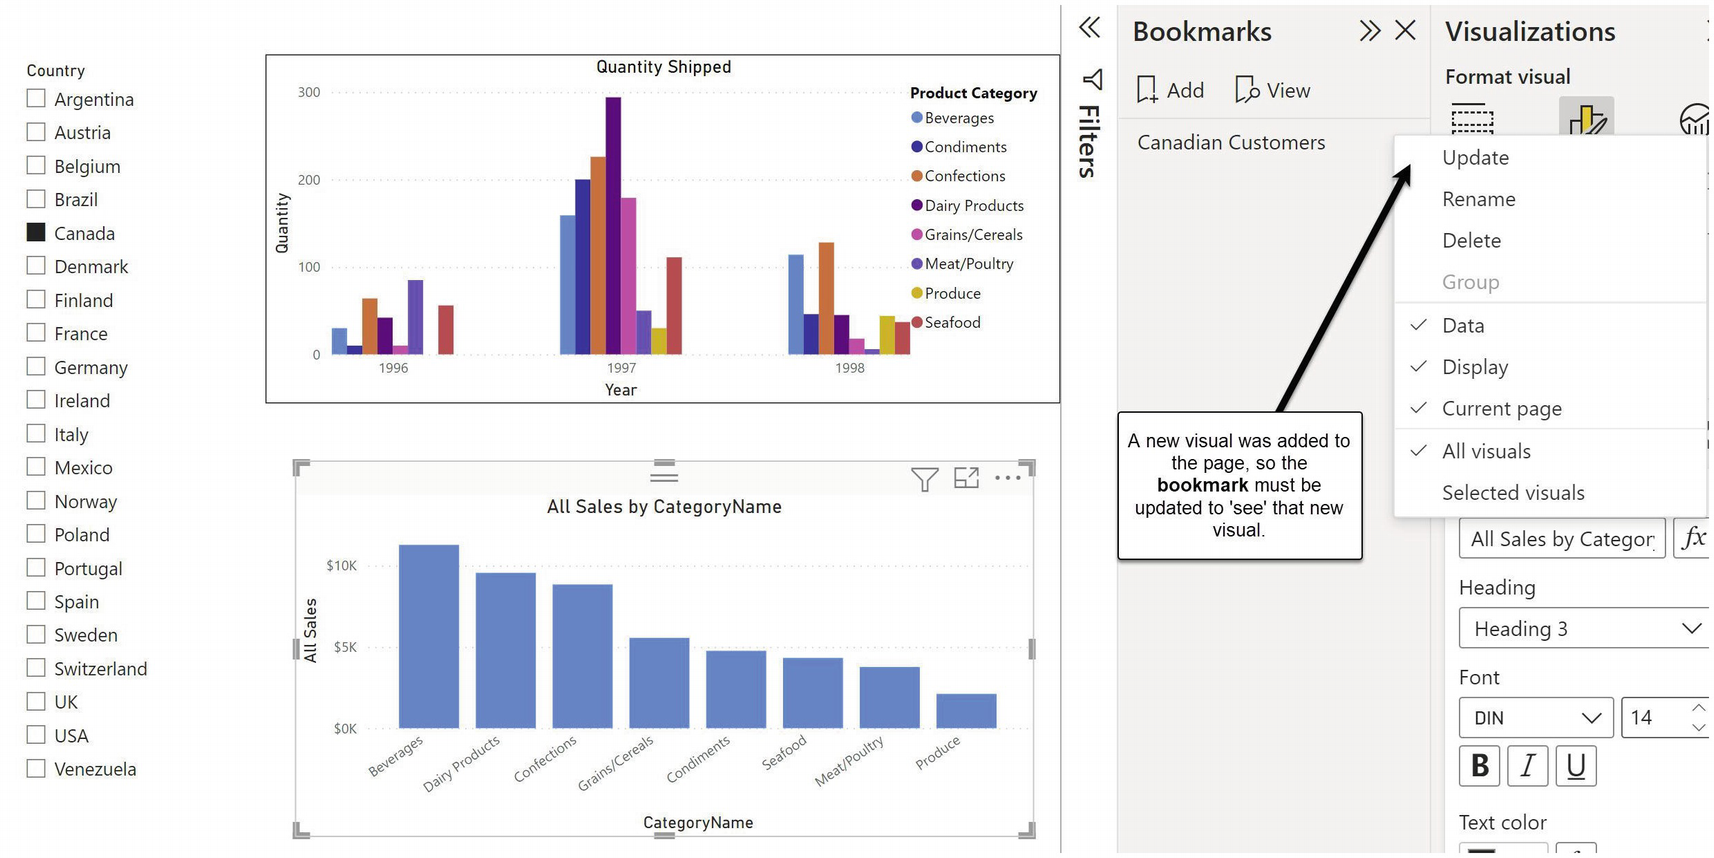 Country
Argentina
Austria
Belgium
Brazil
Canada
Denmark
Finland
France
Germany
Ireland
Italy
Mexico
Norway
Poland
Portugal
Spain
Sweden
Switzerland
UK
USA
Venezuela
Quantity Shipped
Quantity
300
200
100
0
1996
1997
1998
Year
Product Category
Beverages
Condiments
Confections
Dairy Products
Grains/Cereals
Meat/Poultry
Produce
Seafood
All Sales by CategoryName
All Sales
$10K
$5K
$0K
Beverages
Dairy Products
Confections
Grains/Cereals
Condiments
Seafood
Meat/Poultry
Produce
CategoryName
Filters
Bookmarks
Add
View
Canadian Customers
A new visual was added to
the page, so the
bookmark must be
updated to 'see' that new
visual.
Visualizations
Format visual
Update
Rename
Delete
Group
Data
Display
Current page
All visuals
Selected visuals
All Sales by Categor
fx
Heading
Heading 3
Font
DIN
14
B
I
U
Text color